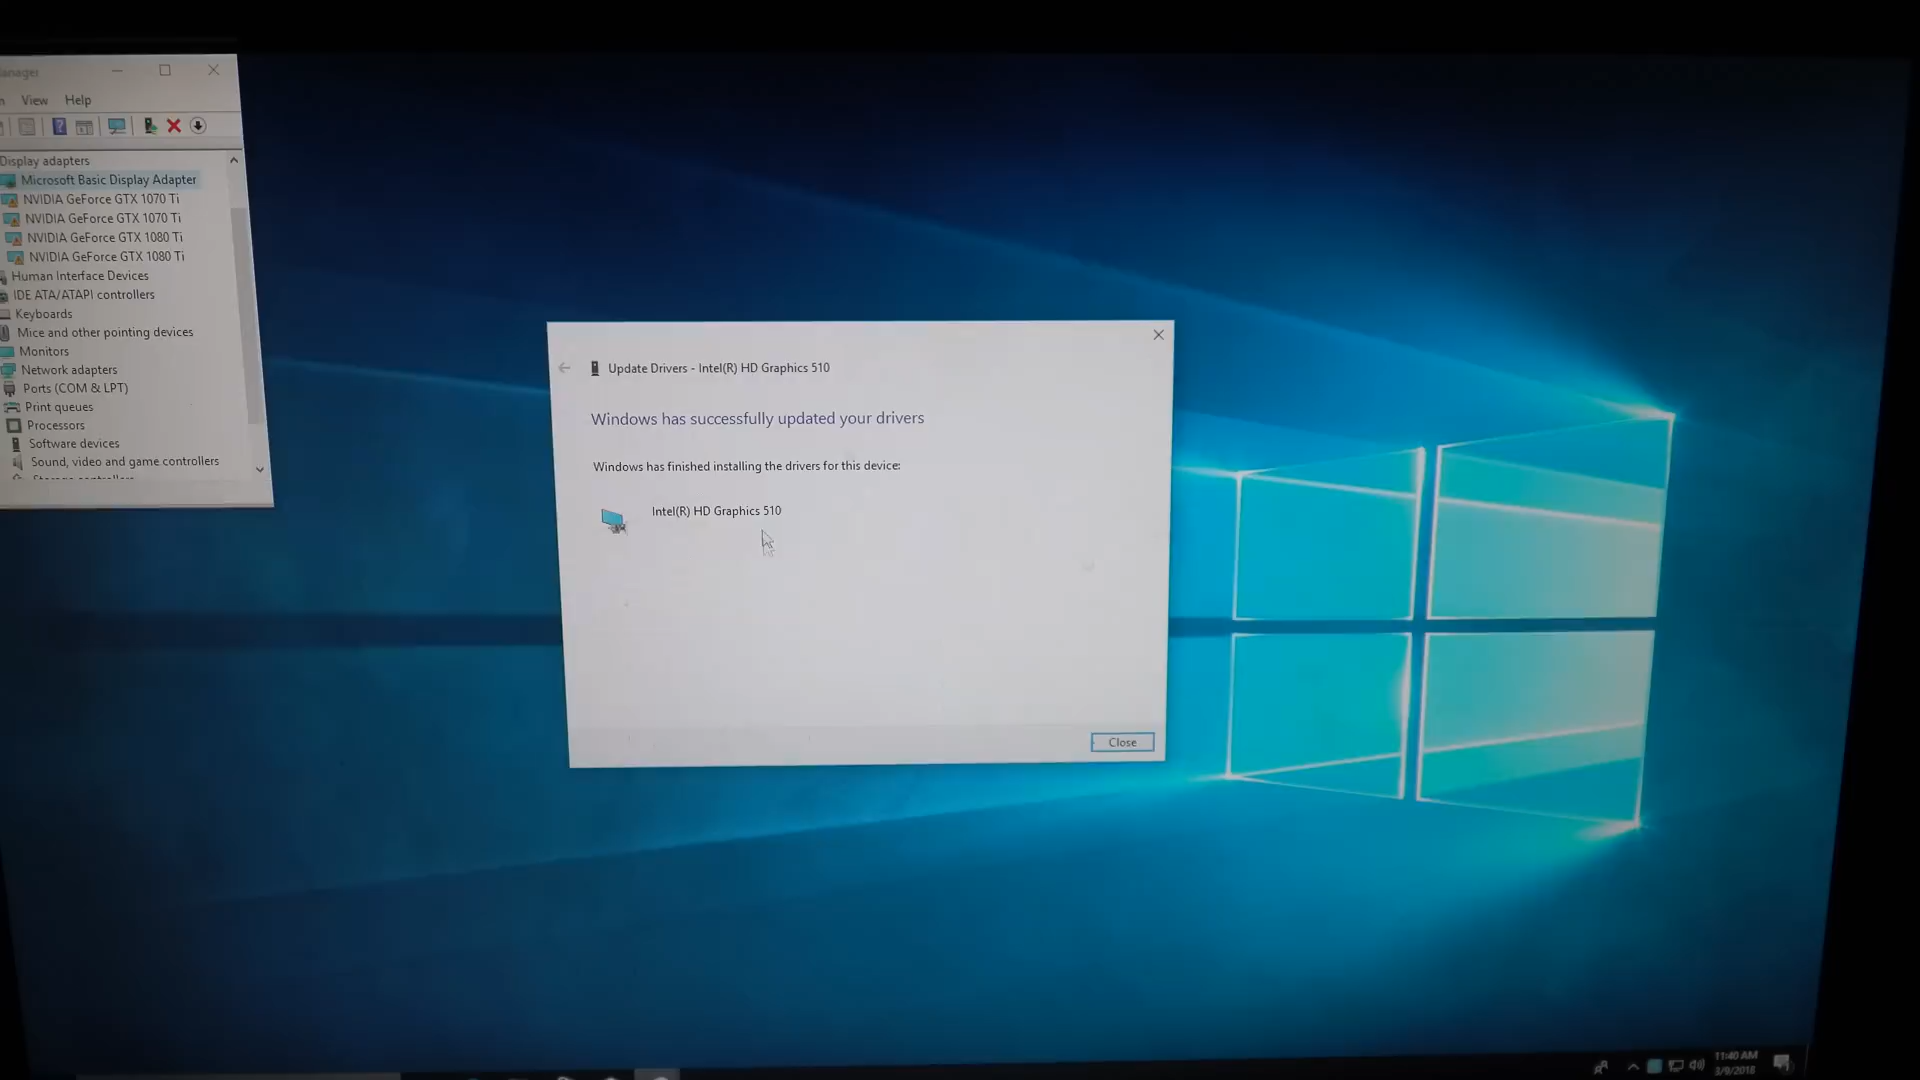 anager
View Help
Display adapters
Microsoft Basic Display Adapter
NVIDIA GeForce GTX 1070 Ti
NVIDIA GeForce GTX 1070 Ti
NVIDIA GeForce GTX 1080 Ti
NVIDIA GeForce GTX 1080 Ti
Human Interface Devices
IDE ATA/ATAPI controllers
Keyboards
Mice and other pointing devices
Monitors
Network adapters
Ports (COM & LPT)
Print queues
Processors
Software devices
Sound, video and game controllers
Update Drivers - Intel(R) HD Graphics 510
Windows has successfully updated your drivers
Windows has finished installing the drivers for this device:
Intel(R) HD Graphics 510
Close
11:40 AM
3/9/2018